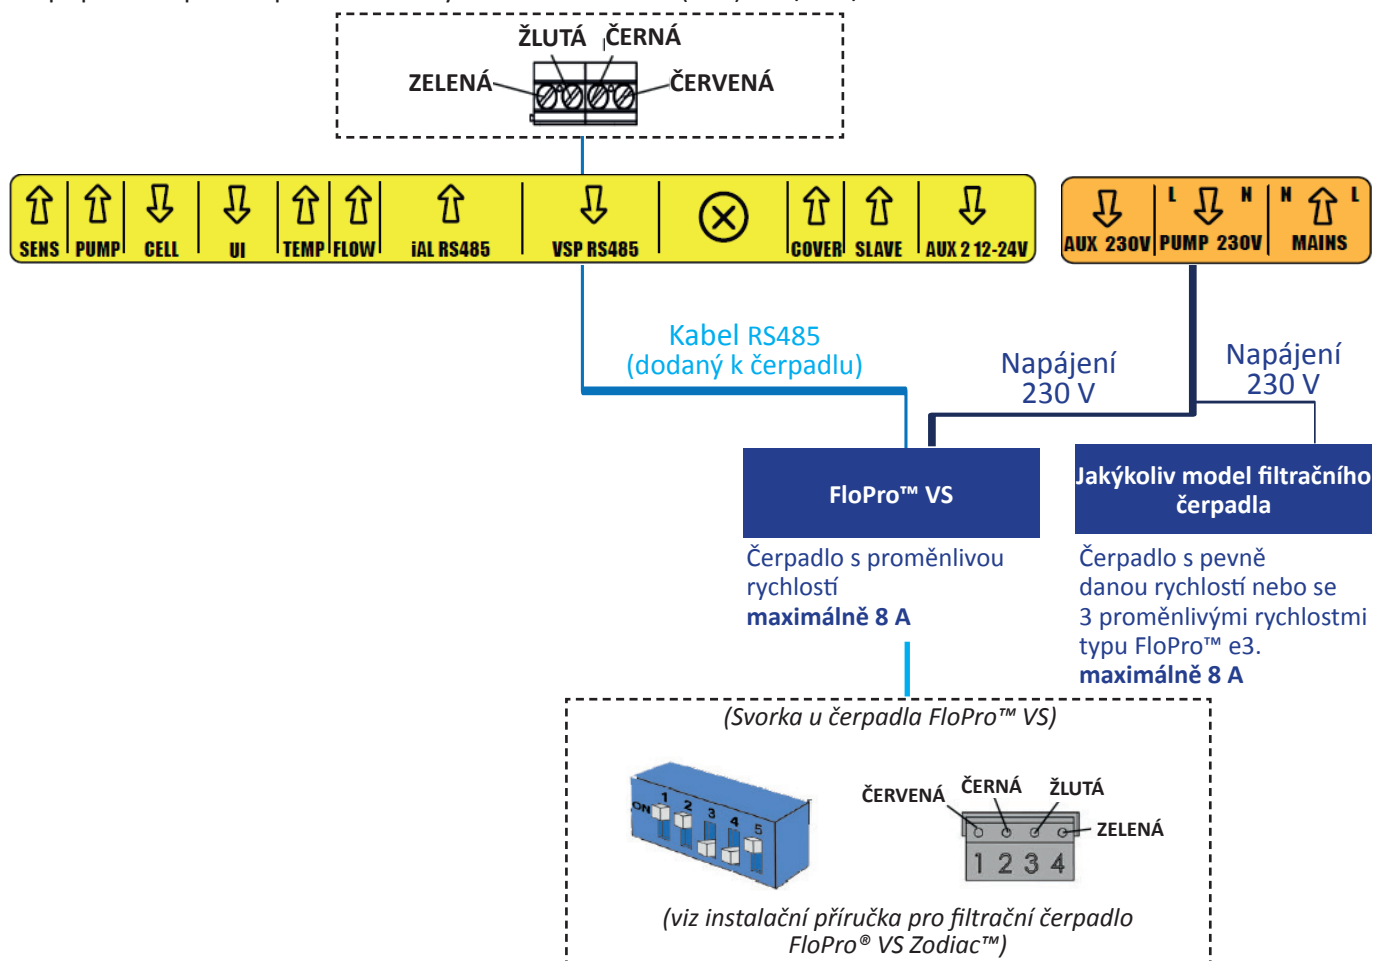 ŽLUTÁ ČERNÁ
ZELENÁ ČERVENÁ
SENS PUMP CELL UI TEMP FLOW iAL RS485 VSP RS485 COVER SLAVE AUX 2 12-24V
L N N L
AUX 230V PUMP 230V MAINS
Kabel RS485
(dodaný k čerpadlu)
Napájení
230 V
Napájení
230 V
FloPro™ VS
Jakýkoliv model filtračního
čerpadla
Čerpadlo s proměnlivou
rychlostí
maximálně 8 A
Čerpadlo s pevně
danou rychlostí nebo se
3 proměnlivými rychlostmi
typu FloPro™ e3.
maximálně 8 A
(Svorka u čerpadla FloPro™ VS)
ON 1 2 3 4 5
ČERVENÁ ČERNÁ ŽLUTÁ
ZELENÁ
1 2 3 4
(viz instalační příručka pro filtrační čerpadlo
FloPro® VS Zodiac™)